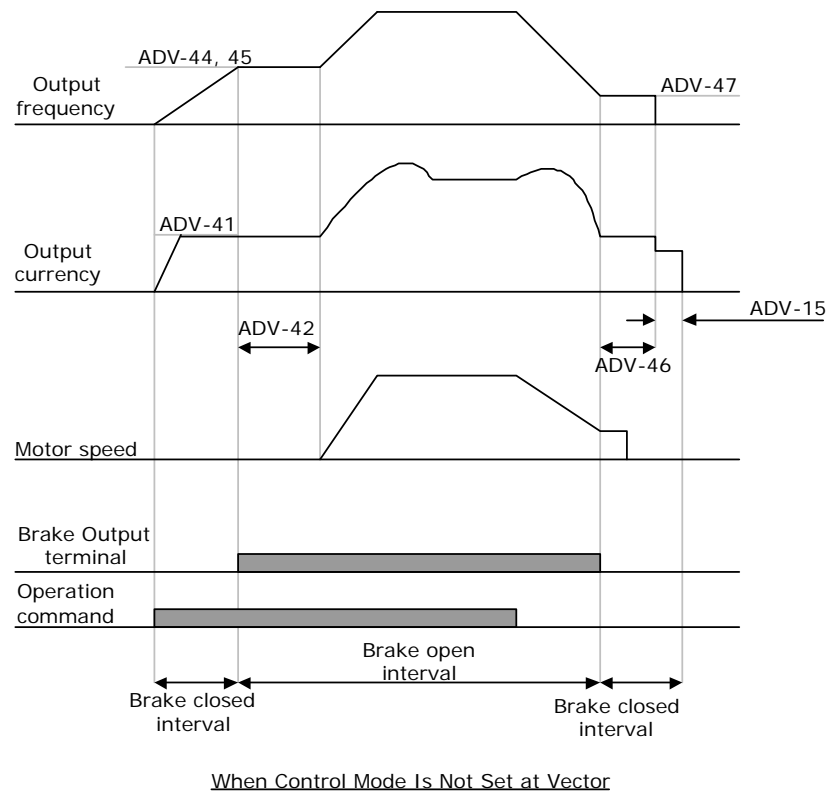 ADV-44, 45
Output
frequency
ADV-47
ADV-41
Output
currency
ADV-15
ADV-42
ADV-46
Motor speed
Brake Output
terminal
Operation
command
Brake open
interval
Brake closed
interval
Brake closed
interval
When Control Mode Is Not Set at Vector